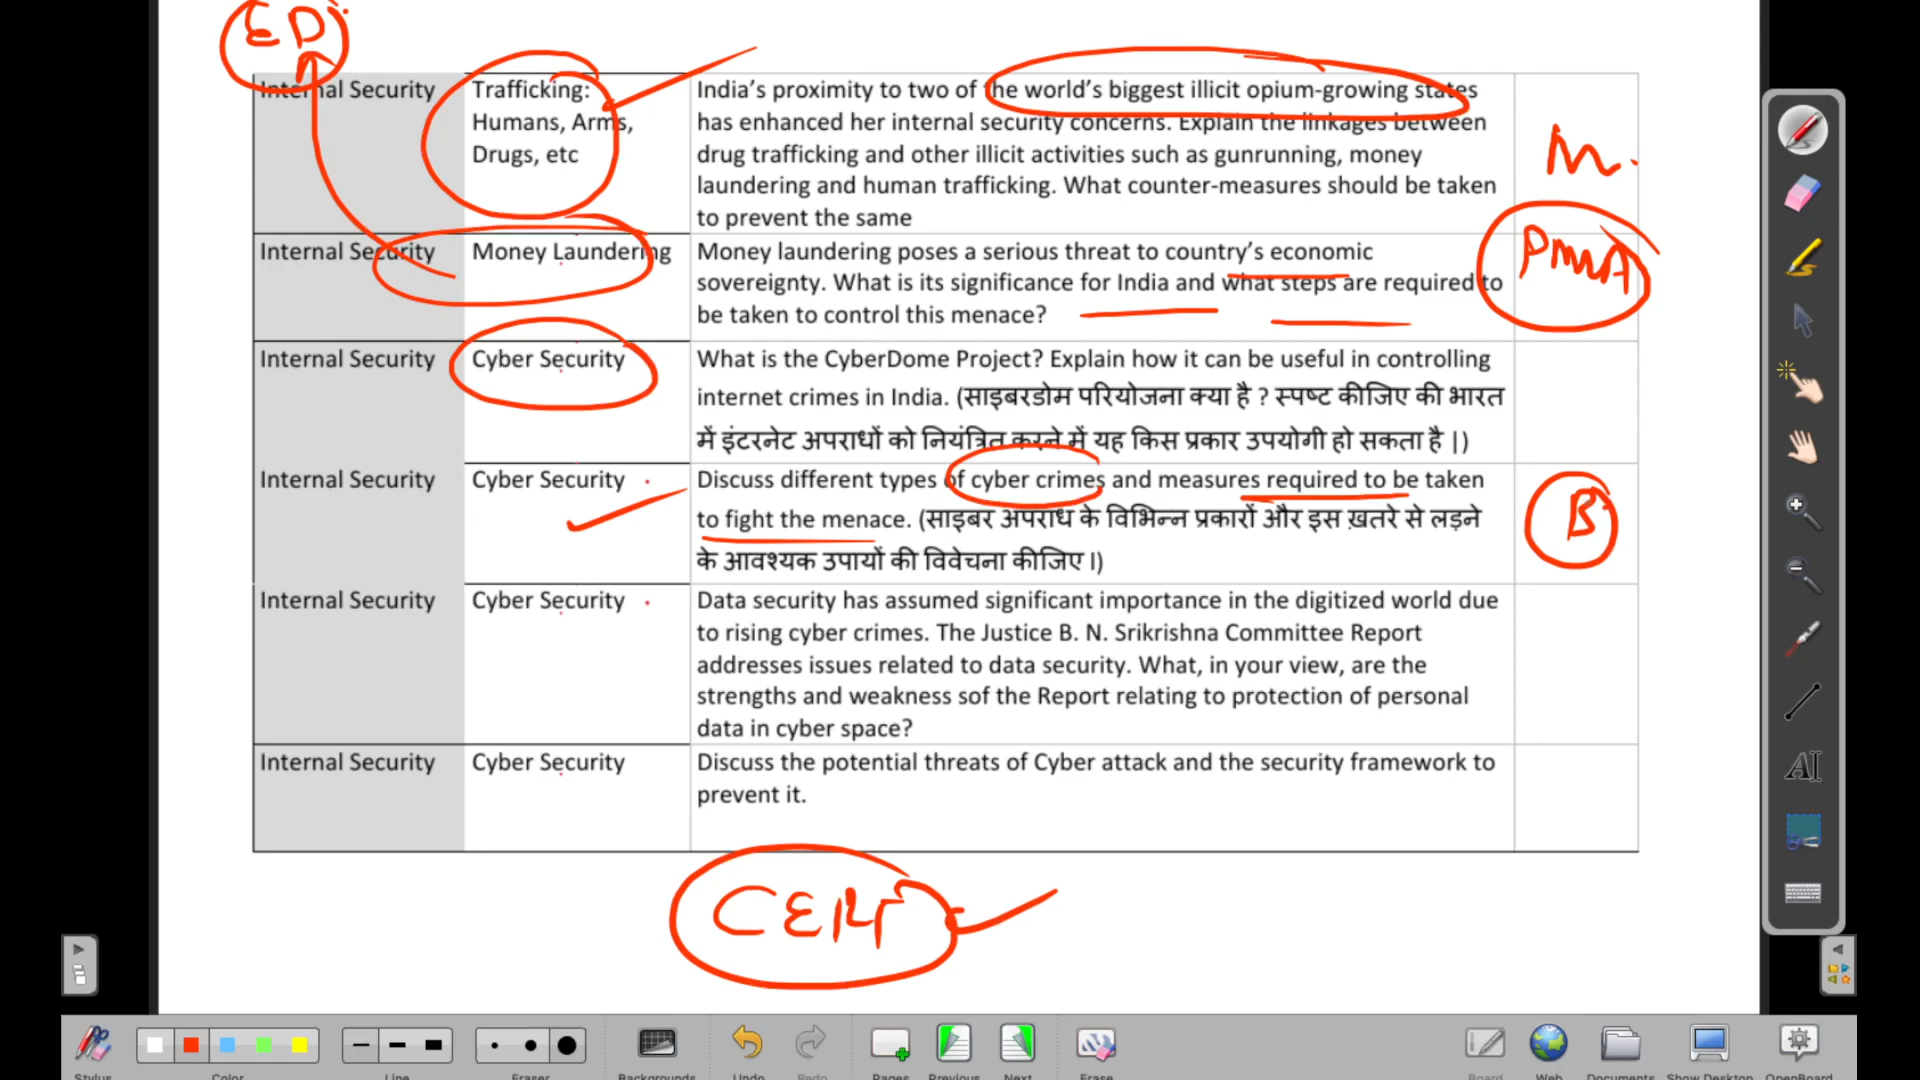 ED
Internal Security
Trafficking:
Humans, Arms,
Drugs, etc
India's proximity to two of the world's biggest illicit opium-growing states
has enhanced her internal security concerns. Explain the linkages between
drug trafficking and other illicit activities such as gunrunning, money
laundering and human trafficking. What counter-measures should be taken
to prevent the same
Internal Security
Money Laundering
Money laundering poses a serious threat to country's economic
sovereignty. What is its significance for India and what steps are required to
be taken to control this menace?
PMLA
Internal Security
Cyber Security
What is the CyberDome Project? Explain how it can be useful in controlling
internet crimes in India. (साइबरडोम परियोजना क्या है ? स्पष्ट कीजिए की भारत
में इंटरनेट अपराधों को नियंत्रित करने में यह किस प्रकार उपयोगी हो सकता है |)
Internal Security
Cyber Security
Discuss different types of cyber crimes and measures required to be taken
to fight the menace. (साइबर अपराध के विभिन्न प्रकारों और इस ख़तरे से लड़ने
के आवश्यक उपायों की विवेचना कीजिए।)
B
Internal Security
Cyber Security
Data security has assumed significant importance in the digitized world due
to rising cyber crimes. The Justice B. N. Srikrishna Committee Report
addresses issues related to data security. What, in your view, are the
strengths and weakness sof the Report relating to protection of personal
data in cyber space?
Internal Security
Cyber Security
Discuss the potential threats of Cyber attack and the security framework to
prevent it.
CERT
Stylus
Color
Line
Eraser
Backgrounds
Undo
Redo
Pages
Previous
Next
Erase
Board
Web
Documents
Show Desktop
OpenBoard